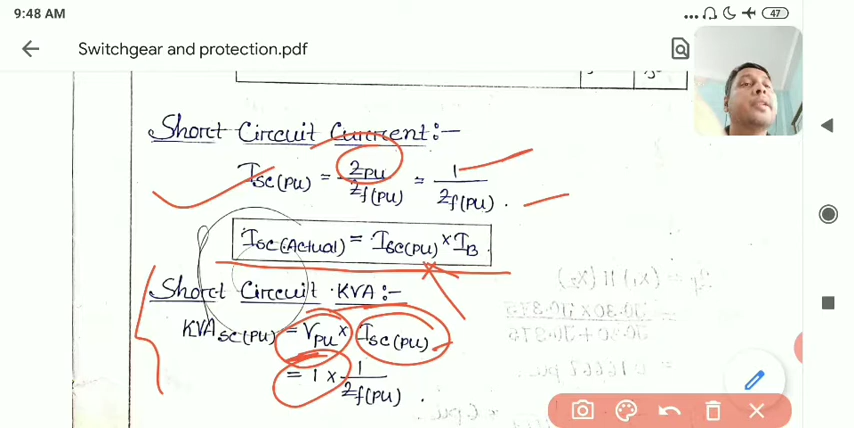 9:48 AM
47
Switchgear and protection.pdf
Short Circuit Current:-
Isc(PU) = Zpu / Zf(PU) = 1 / Zf(PU) .
Isc(Actual) = Isc(PU) × IB .
Short Circuit KVA :-
KVAsc(PU) = Vpu × Isc(PU)
= 1 × 1 / Zf(PU) .